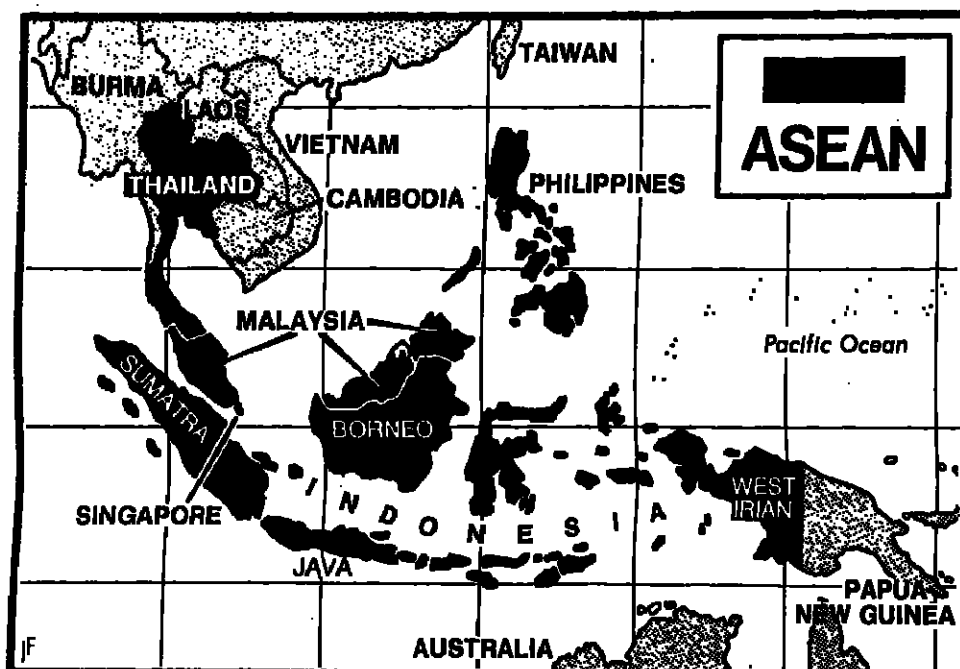 TAIWAN
ASEAN
BURMA
LAOS
VIETNAM
THAILAND
CAMBODIA
PHILIPPINES
MALAYSIA
Pacific Ocean
SUMATRA
BORNEO
SINGAPORE
INDONESIA
WEST
IRIAN
JAVA
PAPUA
NEW GUINEA
AUSTRALIA
JF